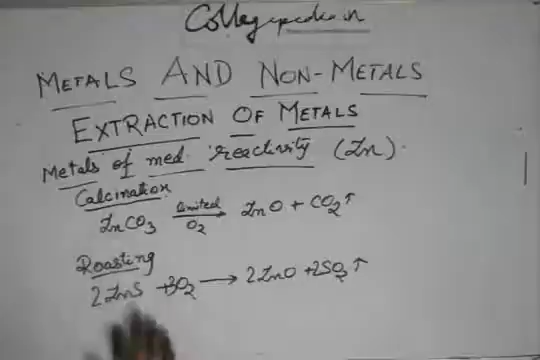 Collegepedia.in
METALS AND NON-METALS
EXTRACTION OF METALS
Metals of med. reactivity (Zn).
Calcination
ZnCO3 limited O2 → ZnO + CO2↑
Roasting
2ZnS + 3O2 → 2ZnO + 2SO2↑